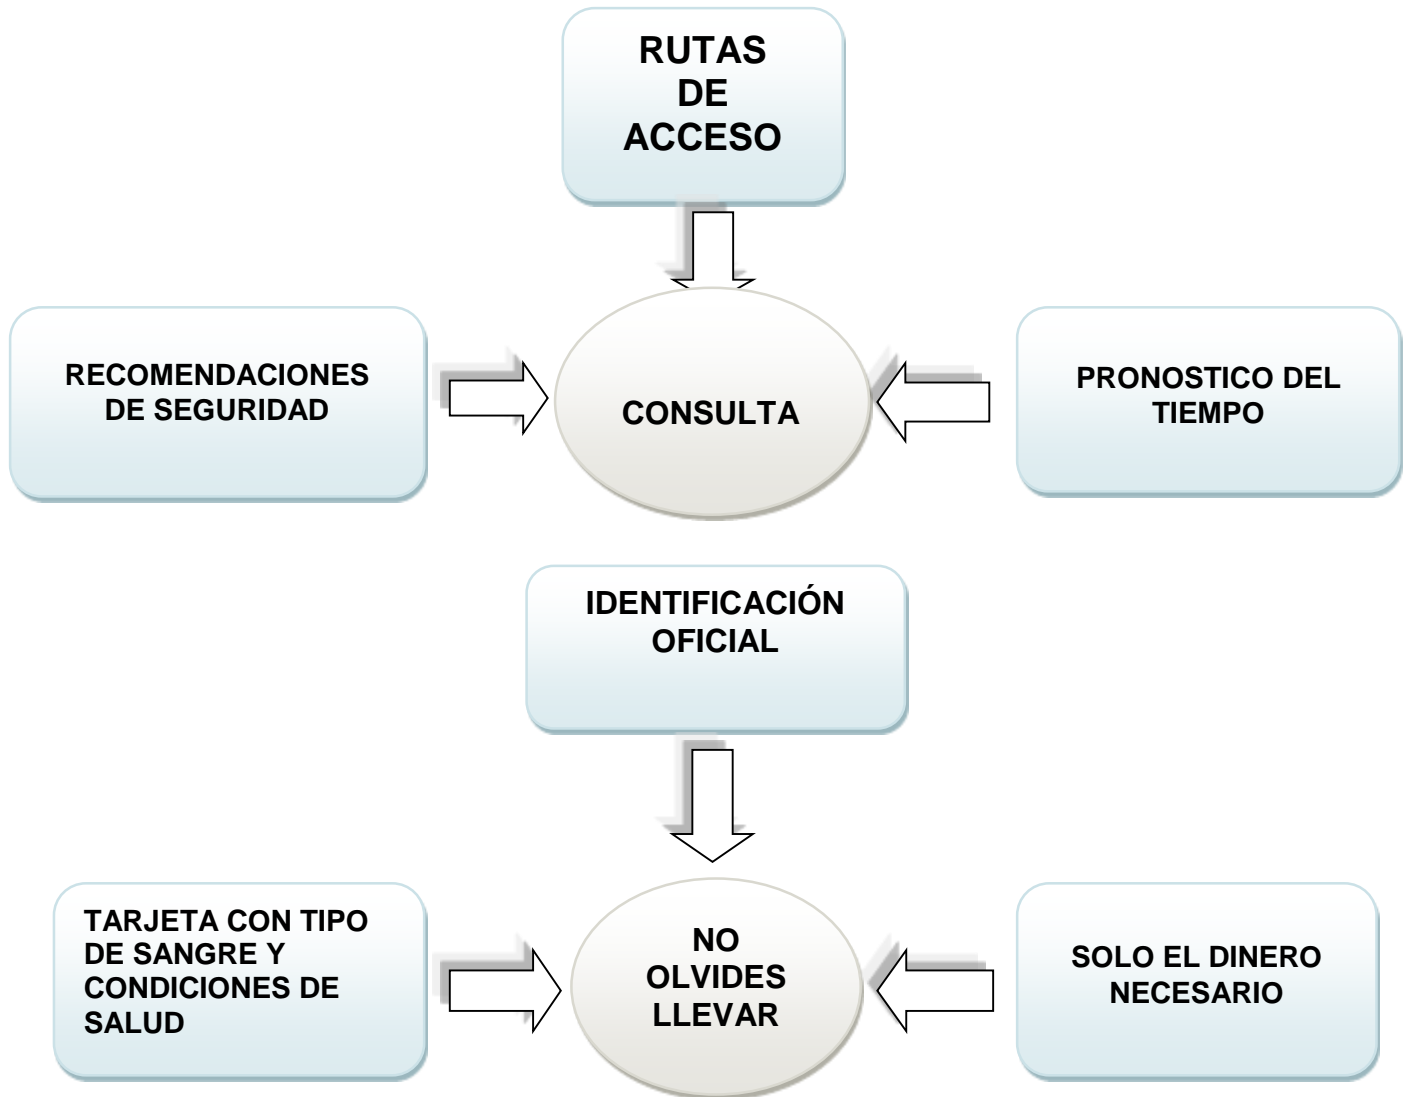 RUTAS
DE
ACCESO
RECOMENDACIONES
DE SEGURIDAD
CONSULTA
PRONOSTICO DEL
TIEMPO
IDENTIFICACIÓN
OFICIAL
TARJETA CON TIPO
DE SANGRE Y
CONDICIONES DE
SALUD
NO
OLVIDES
LLEVAR
SOLO EL DINERO
NECESARIO